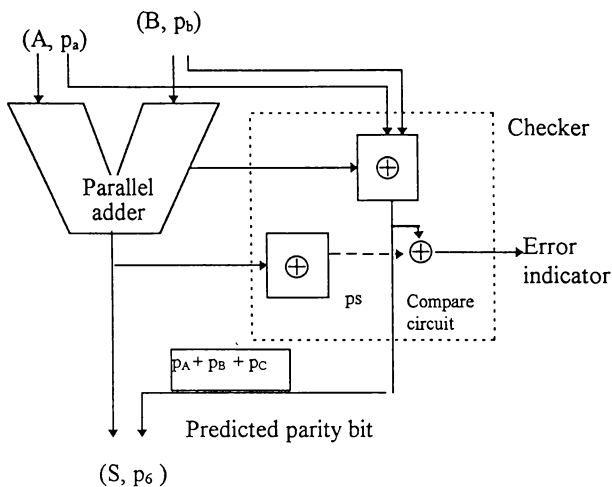 (A, pa)
(B, pb)
Checker
Parallel
adder
⊕
⊕
⊕
Error
indicator
ps
Compare
circuit
pA + pB + pC
Predicted parity bit
(S, p6 )